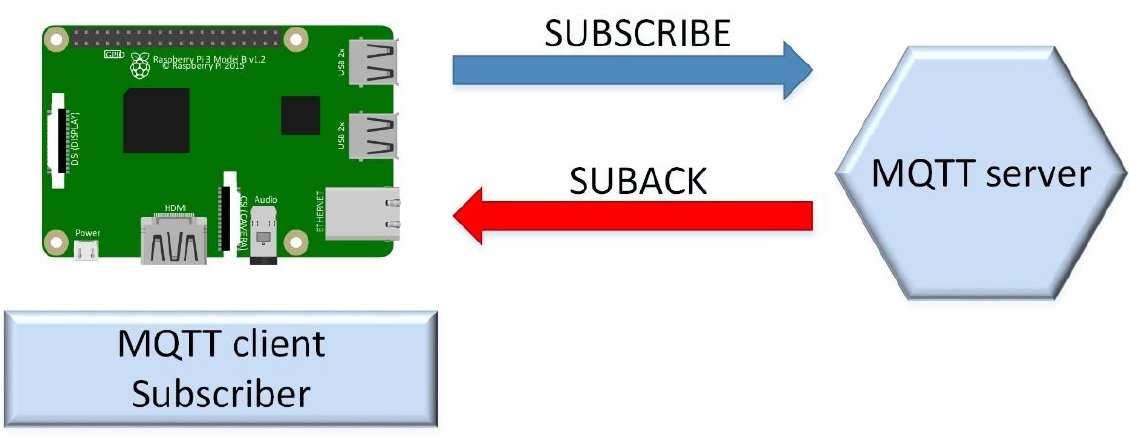 SUBSCRIBE
GPIO
Raspberry Pi 3 Model B v1.2
© Raspberry Pi 2015
USB 2x
DSI (DISPLAY)
USB 2x
MQTT server
SUBACK
HDMI
CSI (CAMERA)
Audio
ETHERNET
Power
MQTT client
Subscriber